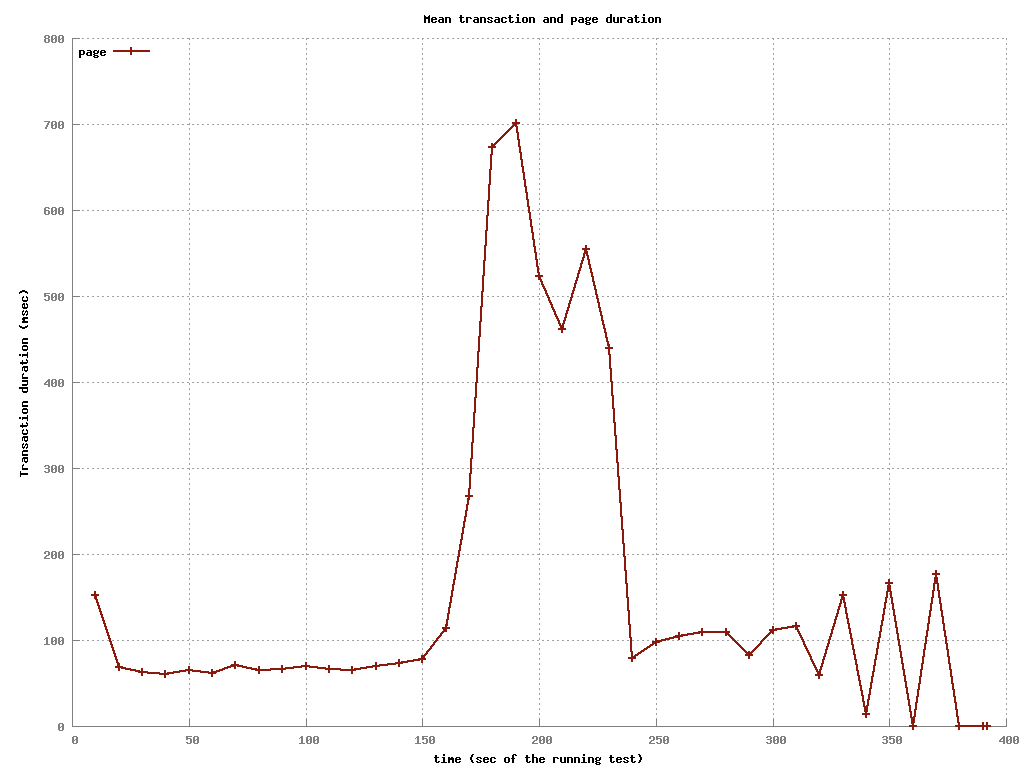 Mean transaction and page duration
800
page
700
600
500
400
300
200
100
0
Transaction duration (msec)
0 50 100 150 200 250 300 350 400
time (sec of the running test)